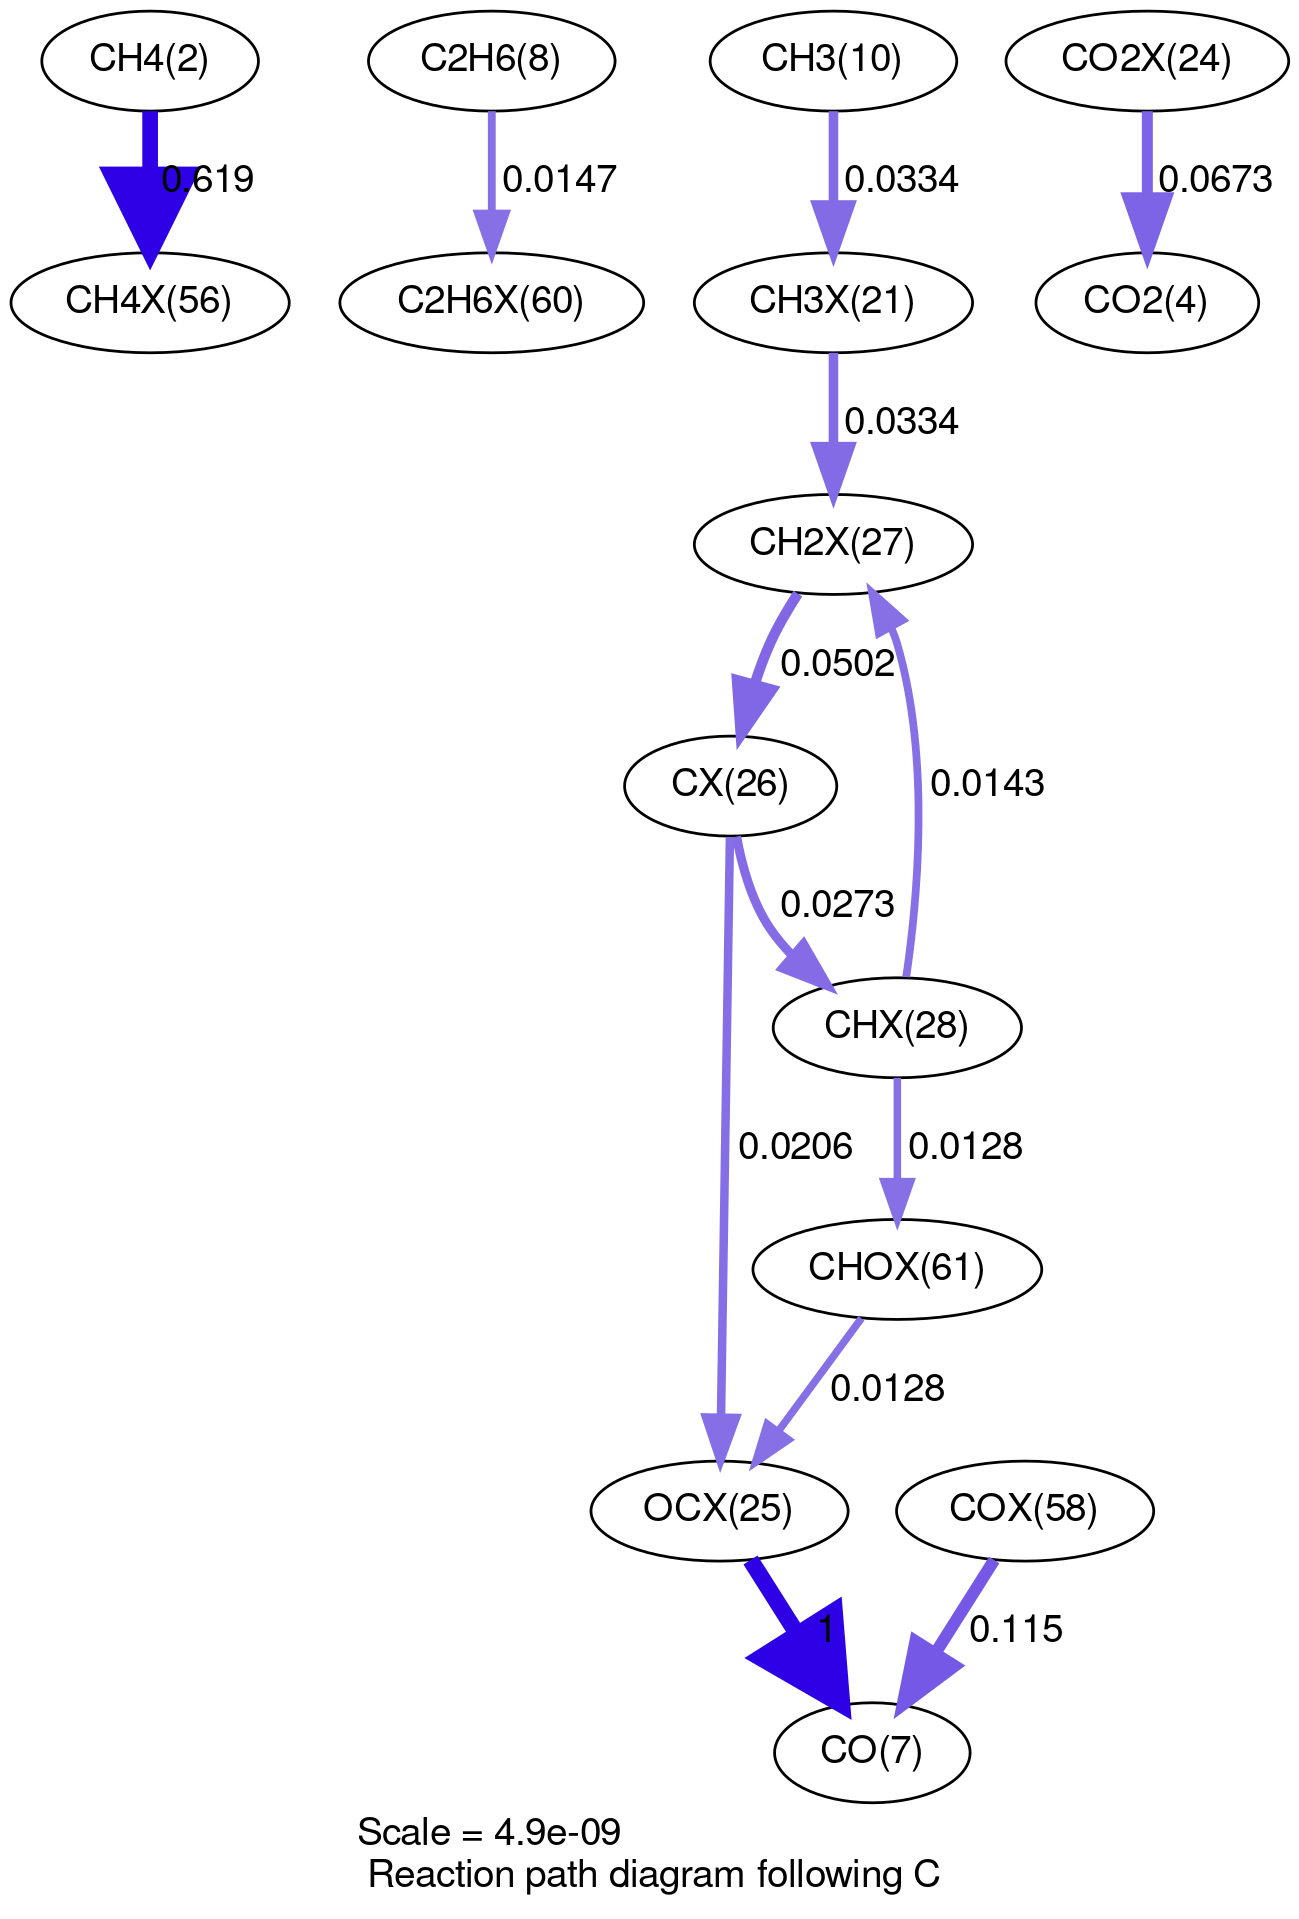 CH4(2)
C2H6(8)
CH3(10)
CO2X(24)
0.619
0.0147
0.0334
0.0673
CH4X(56)
C2H6X(60)
CH3X(21)
CO2(4)
0.0334
CH2X(27)
0.0502
CX(26)
0.0143
0.0273
CHX(28)
0.0206
0.0128
CHOX(61)
0.0128
OCX(25)
COX(58)
1
0.115
CO(7)
Scale = 4.9e-09
Reaction path diagram following C